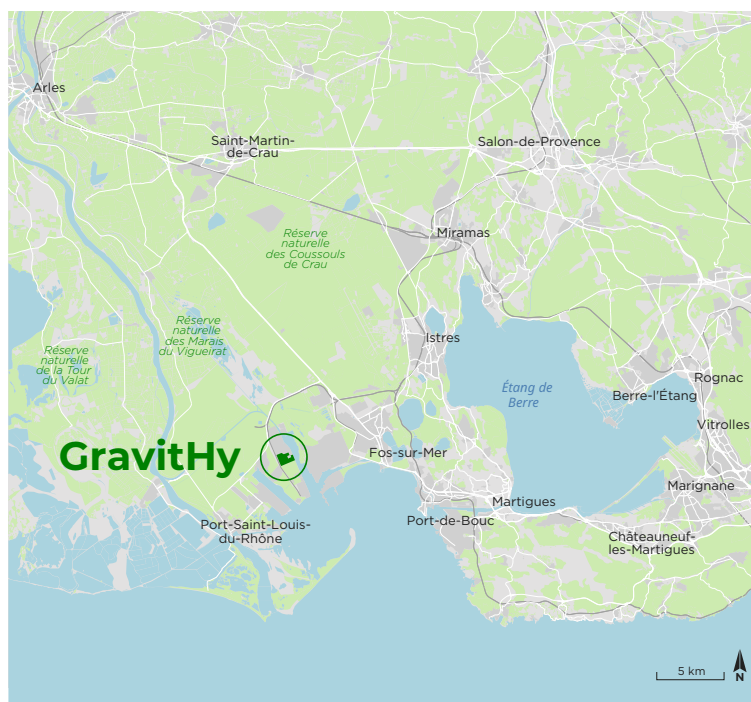 Arles
Saint-Martin-
de-Crau
Salon-de-Provence
Réserve
naturelle
des Coussouls
de Crau
Miramas
Réserve
naturelle
des Marais
du Vigueirat
Istres
Réserve
naturelle
de la Tour
du Valat
Étang de
Berre
Rognac
Berre-l'Étang
Vitrolles
GravitHy
Fos-sur-Mer
Marignane
Martigues
Port-de-Bouc
Port-Saint-Louis-
du-Rhône
Châteauneuf-
les-Martigues
5 km
N